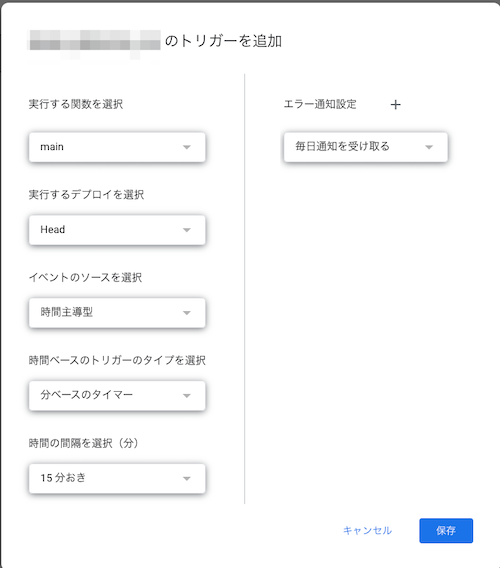 のトリガーを追加
実行する関数を選択
main
実行するデプロイを選択
Head
イベントのソースを選択
時間主導型
時間ベースのトリガーのタイプを選択
分ベースのタイマー
時間の間隔を選択（分）
15 分おき
エラー通知設定 +
毎日通知を受け取る
キャンセル
保存